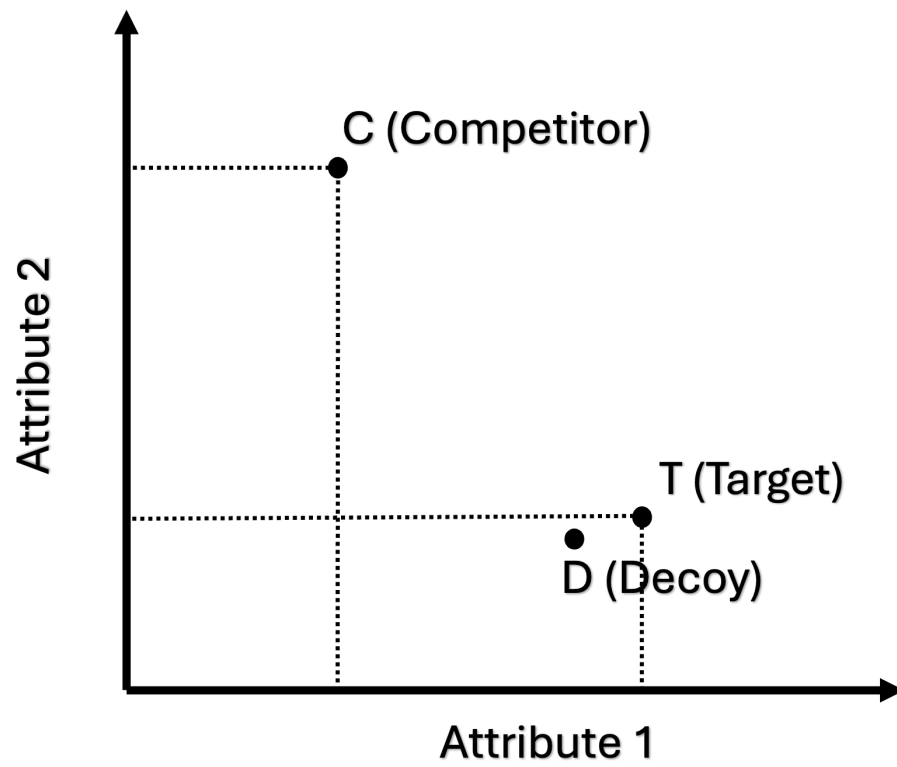 C (Competitor)
Attribute 2
T (Target)
D (Decoy)
Attribute 1